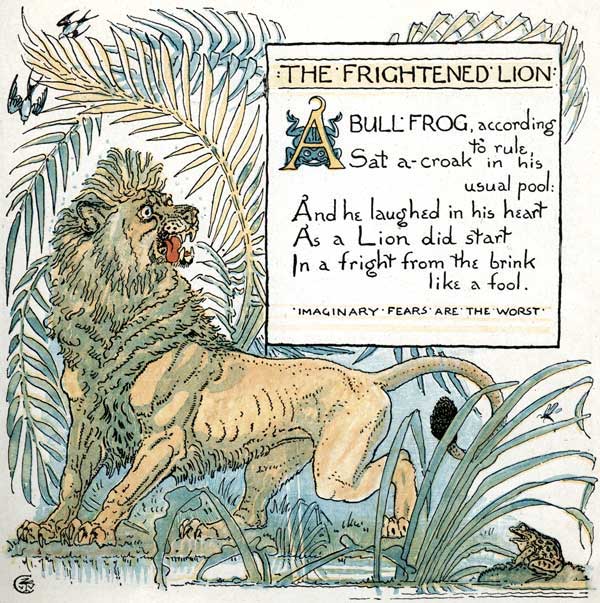 THE FRIGHTENED LION
A BULL-FROG, according
to rule,
Sat a-croak in his
usual pool:
And he laughed in his heart
As a Lion did start
In a fright from the brink
like a fool.
· IMAGINARY · FEARS · ARE · THE · WORST ·